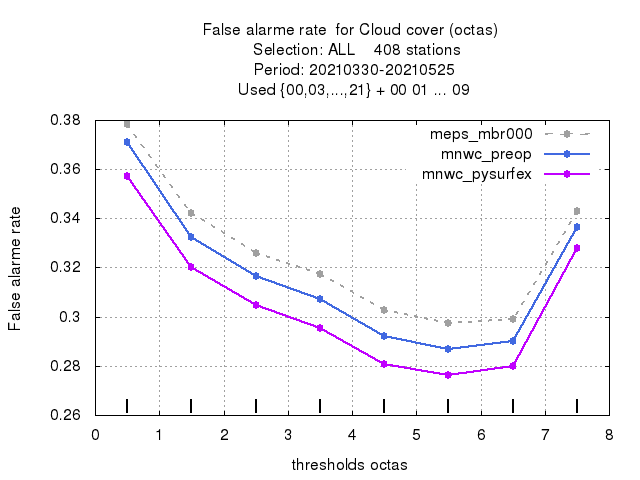 False alarme rate  for Cloud cover (octas)
Selection: ALL    408 stations
Period: 20210330-20210525
Used {00,03,...,21} + 00 01 ... 09
meps_mbr000
mnwc_preop
mnwc_pysurfex
False alarme rate
0.38
0.36
0.34
0.32
0.3
0.28
0.26
0 1 2 3 4 5 6 7 8
thresholds octas